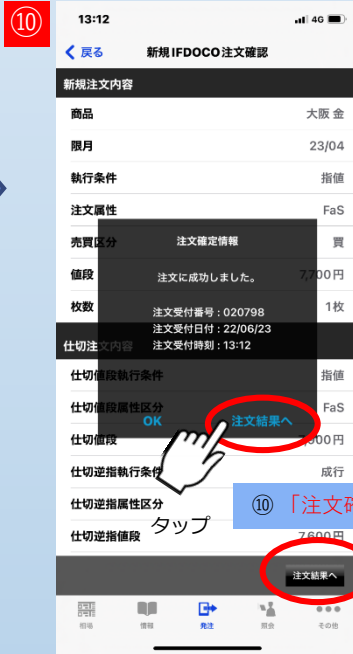 ⑩
13:12
4G
戻る 新規IFDOCO注文確認
新規注文内容
商品 大阪 金
限月 23/04
執行条件 指値
注文属性 FaS
売買区分 買
値段 7,700円
枚数 1枚
注文確定情報
注文に成功しました。
注文受付番号：020798
注文受付日付：22/06/23
注文受付時刻：13:12
OK 注文結果へ
仕切注文内容
仕切値段執行条件 指値
仕切値段属性区分 FaS
仕切値段 900円
仕切逆指執行条件 成行
仕切逆指属性区分
仕切逆指値段 7,600円
タップ
⑩ 「注文確
注文結果へ
相場 情報 発注 照会 その他